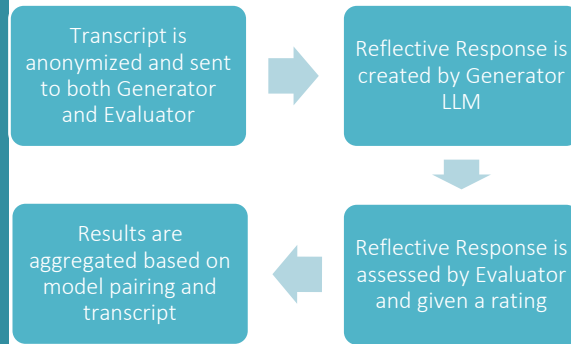 Transcript is
anonymized and sent
to both Generator
and Evaluator
Reflective Response is
created by Generator
LLM
Reflective Response is
assessed by Evaluator
and given a rating
Results are
aggregated based on
model pairing and
transcript